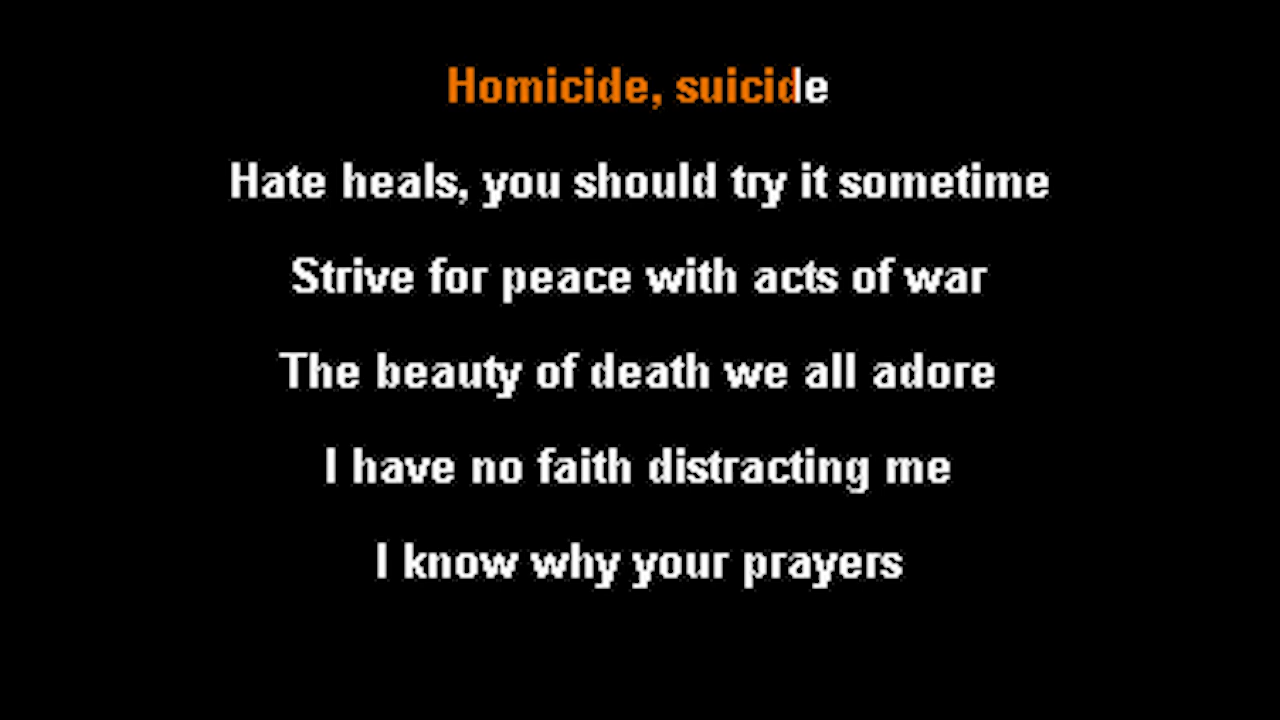 Homicide, suicide
Hate heals, you should try it sometime
Strive for peace with acts of war
The beauty of death we all adore
I have no faith distracting me
I know why your prayers